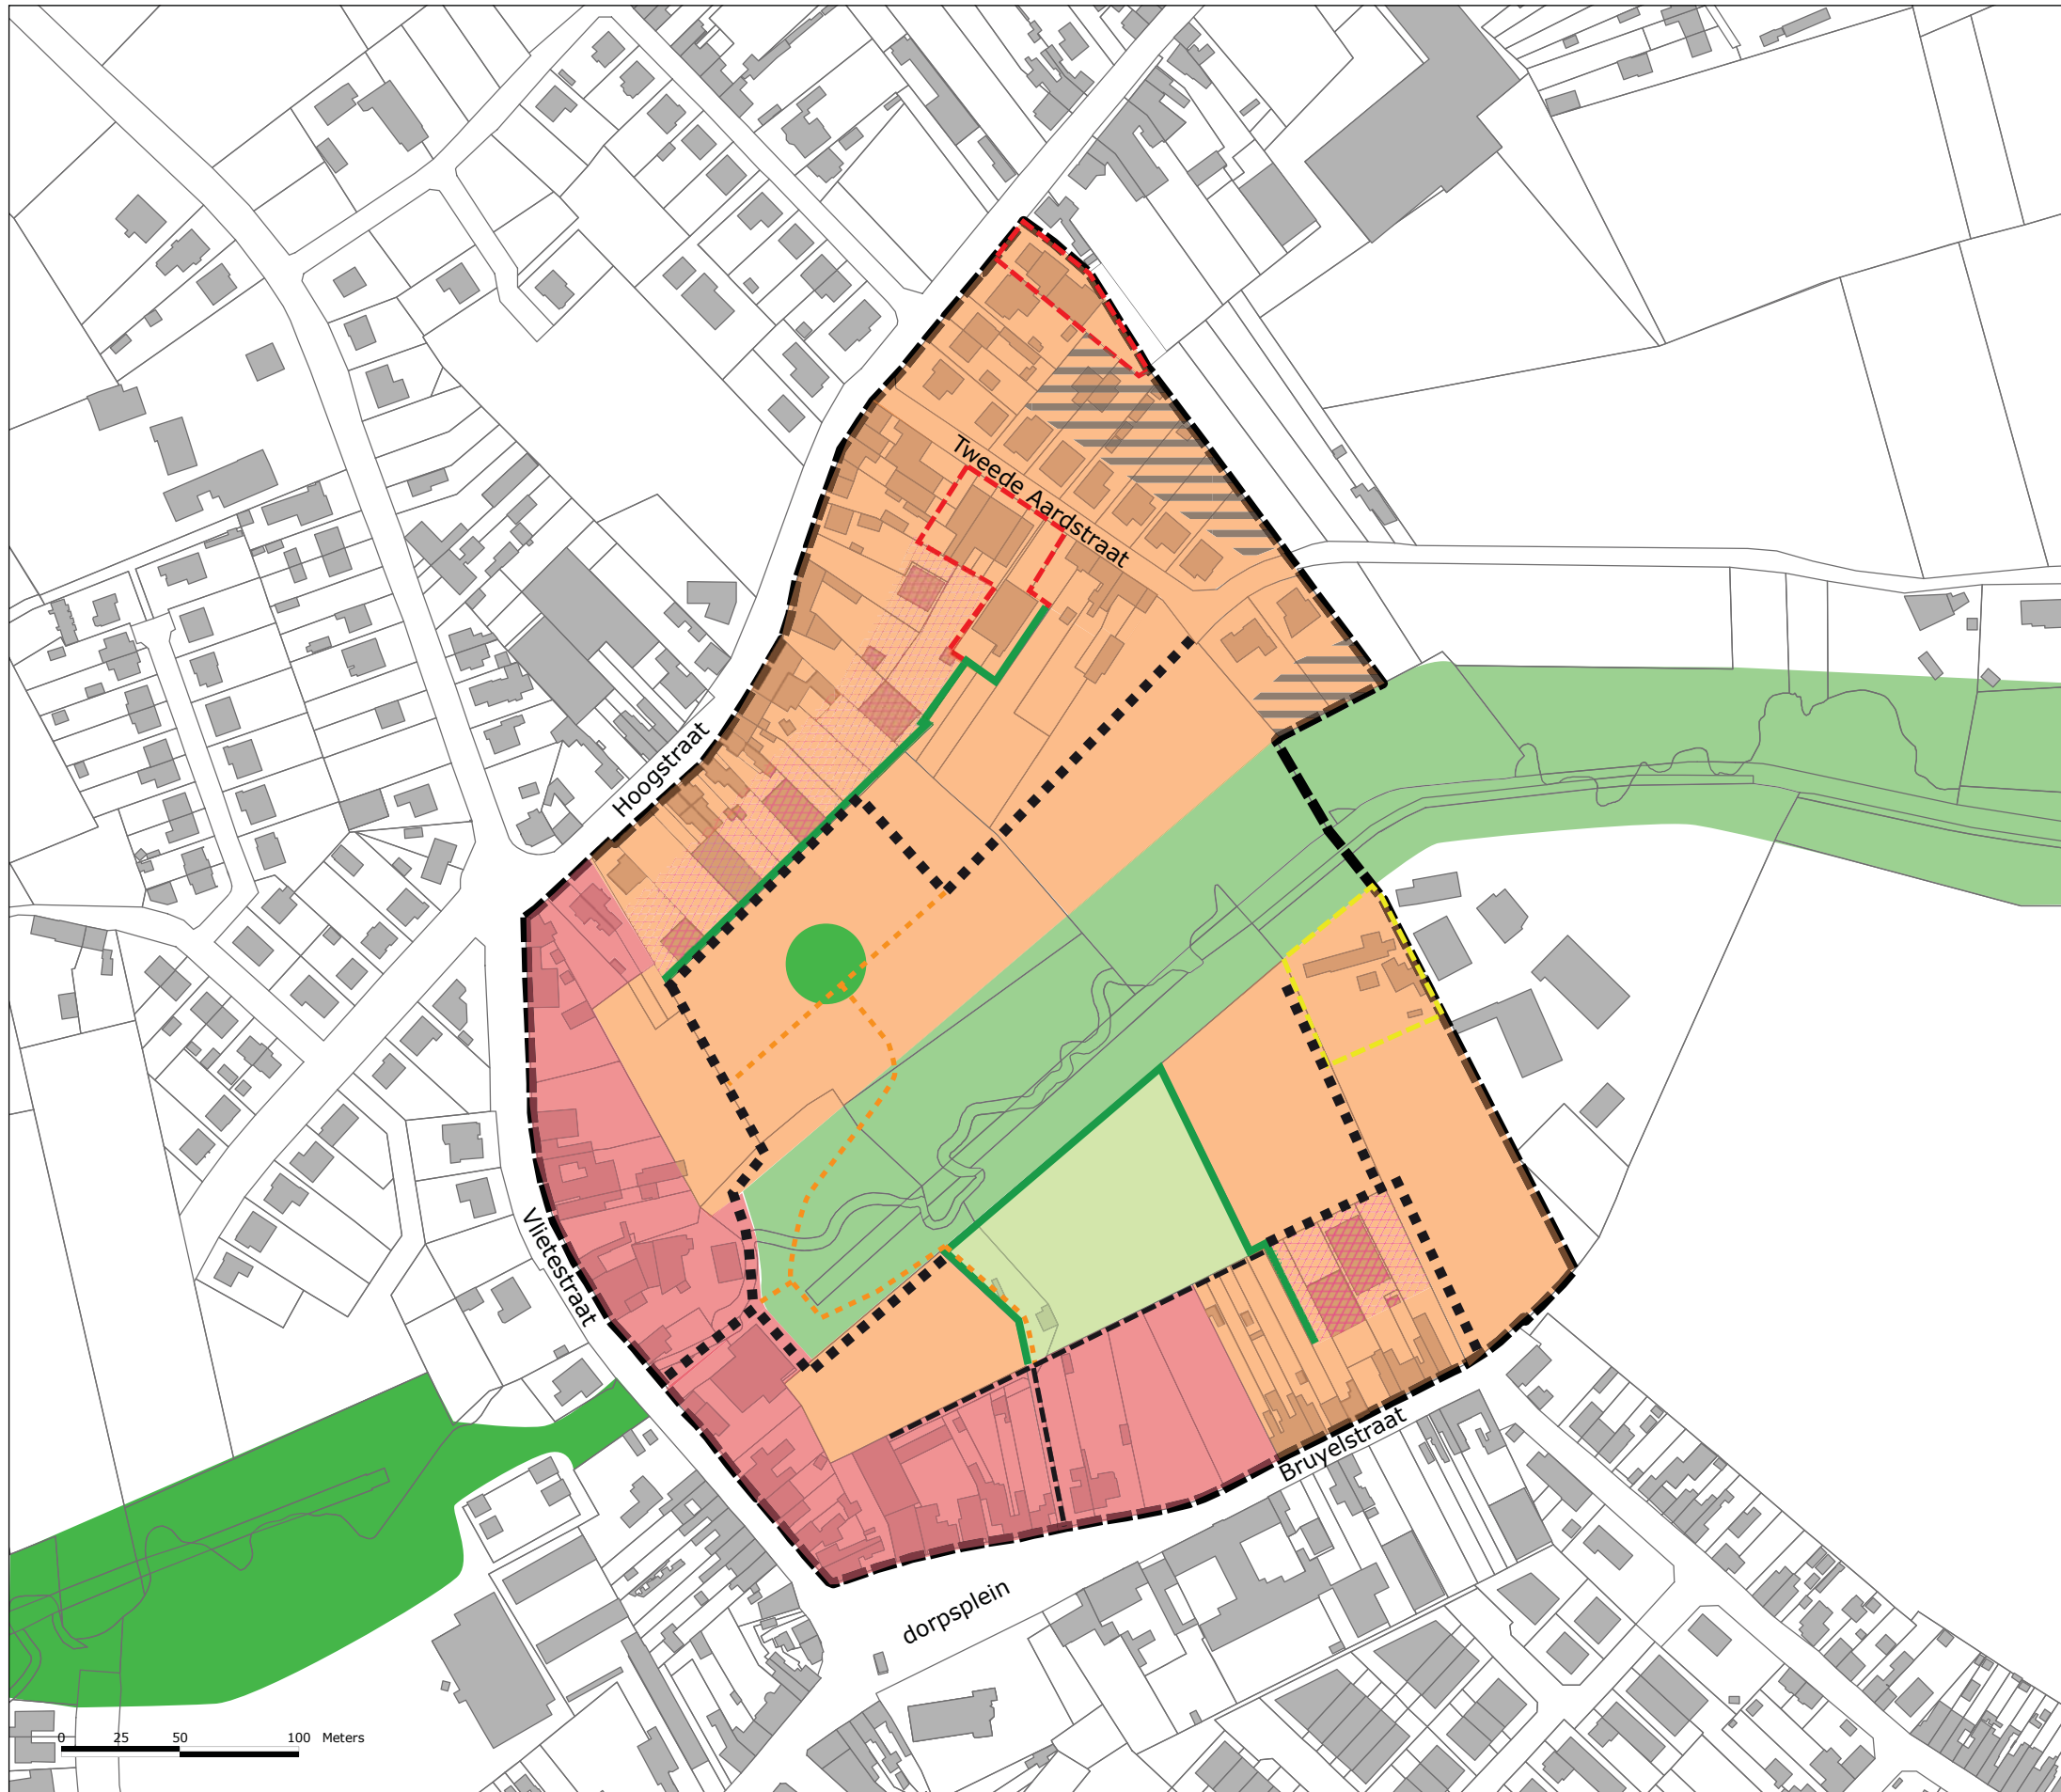 Tweede Aardstraat
Hoogstraat
Vlietestraat
Bruyelstraat
dorpsplein
0 25 50 100 Meters